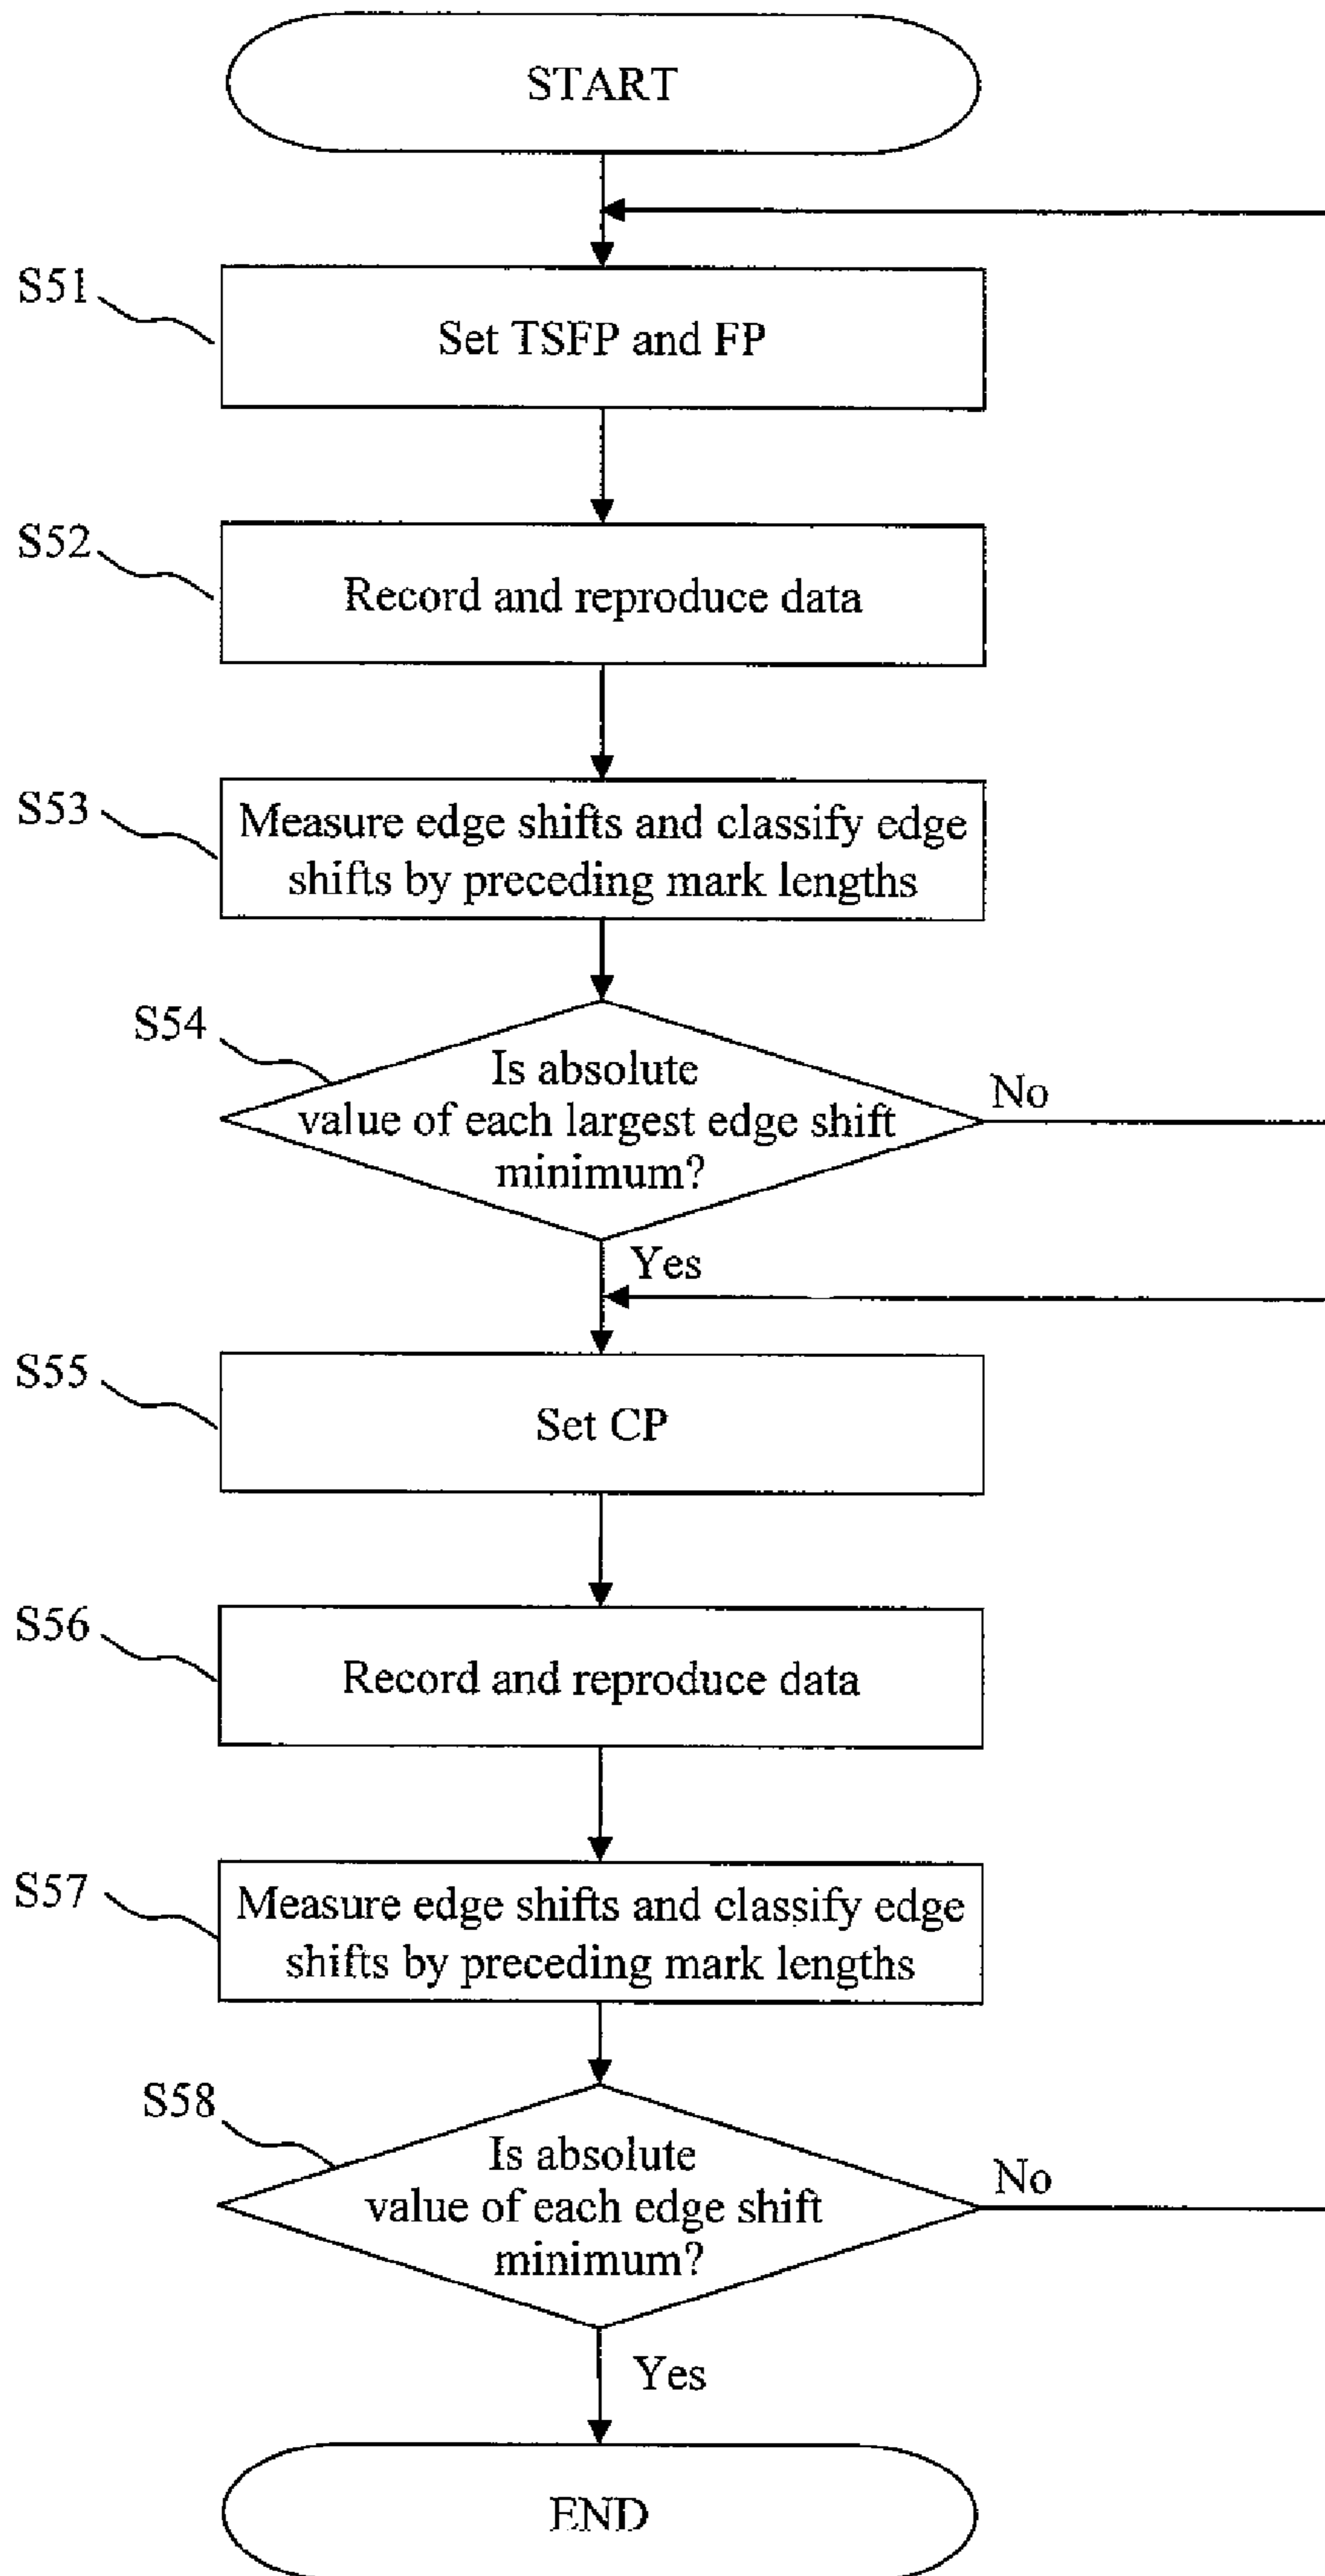 START
S51
Set TSFP and FP
S52
Record and reproduce data
S53
Measure edge shifts and classify edge
shifts by preceding mark lengths
S54
Is absolute
value of each largest edge shift
minimum?
No
Yes
S55
Set CP
S56
Record and reproduce data
S57
Measure edge shifts and classify edge
shifts by preceding mark lengths
S58
Is absolute
value of each edge shift
minimum?
No
Yes
END